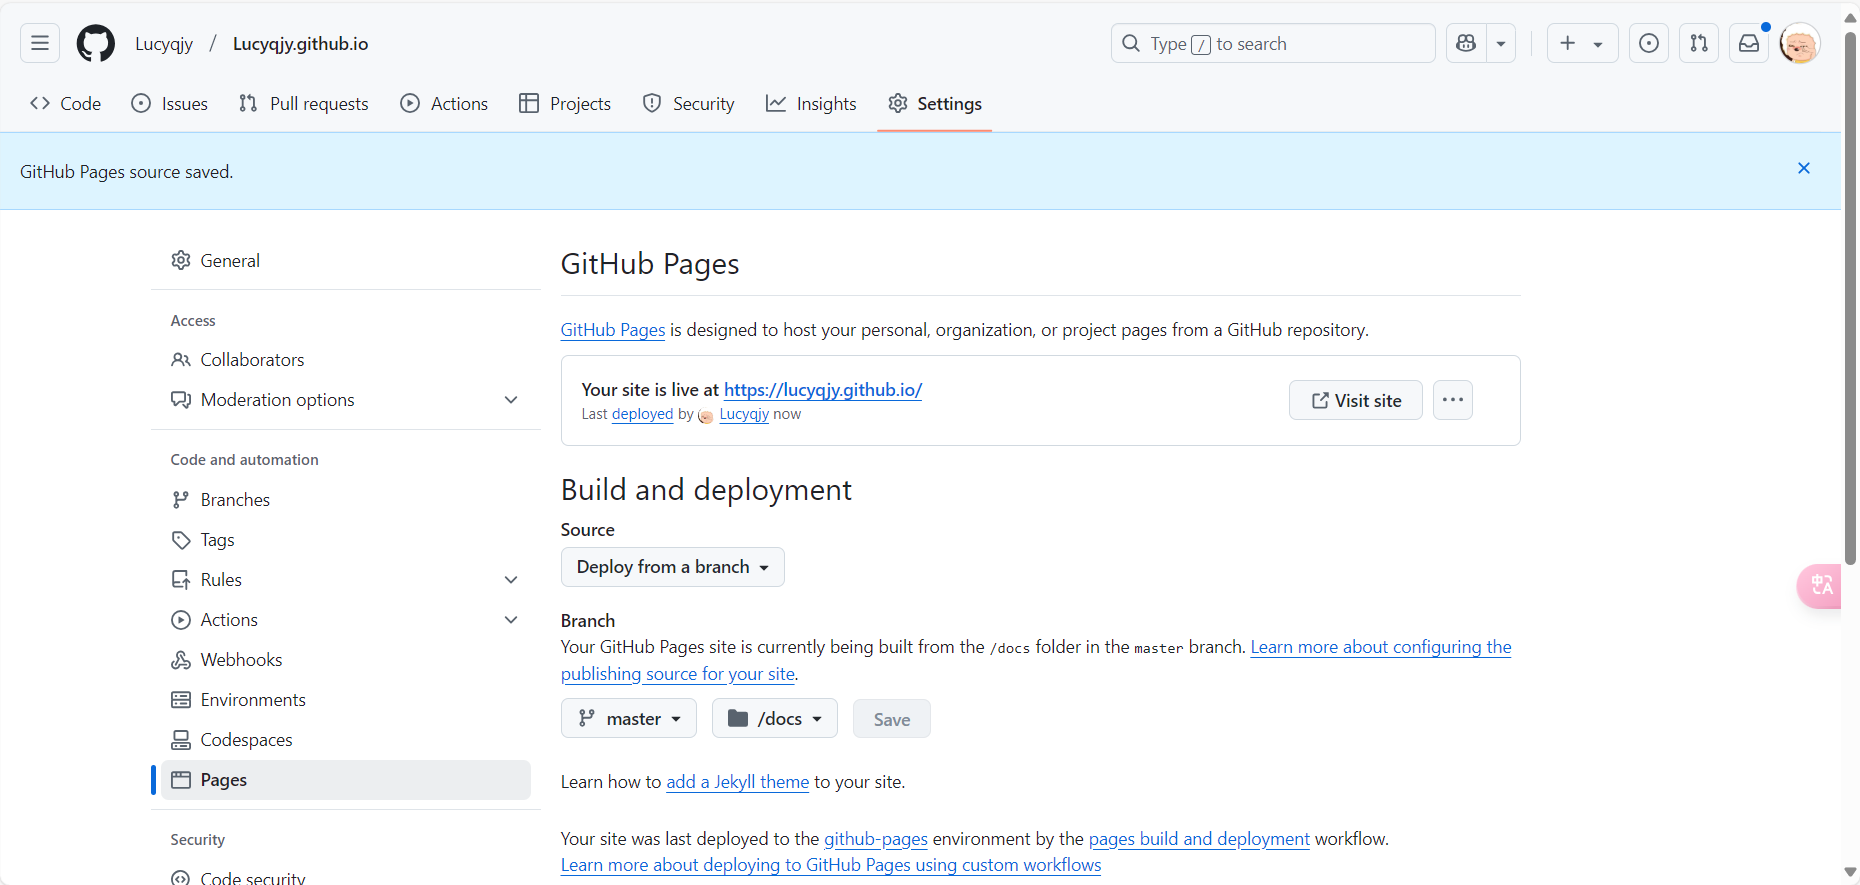 Lucyqjy / Lucyqjy.github.io
Type / to search
Code Issues Pull requests Actions Projects Security Insights Settings
GitHub Pages source saved.
General
Access
Collaborators
Moderation options
Code and automation
Branches
Tags
Rules
Actions
Webhooks
Environments
Codespaces
Pages
Security
Code security
GitHub Pages
GitHub Pages is designed to host your personal, organization, or project pages from a GitHub repository.
Your site is live at https://lucyqjy.github.io/
Last deployed by Lucyqjy now
Visit site
Build and deployment
Source
Deploy from a branch
Branch
Your GitHub Pages site is currently being built from the /docs folder in the master branch. Learn more about configuring the
publishing source for your site.
master /docs Save
Learn how to add a Jekyll theme to your site.
Your site was last deployed to the github-pages environment by the pages build and deployment workflow.
Learn more about deploying to GitHub Pages using custom workflows
中A